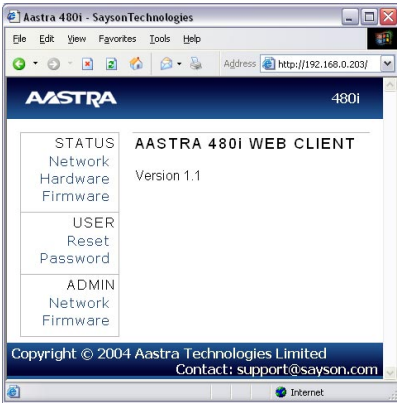 Aastra 480i - SaysonTechnologies
File Edit View Favorites Tools Help
Address http://192.168.0.203/
AASTRA 480i
STATUS
Network
Hardware
Firmware
USER
Reset
Password
ADMIN
Network
Firmware
AASTRA 480i WEB CLIENT
Version 1.1
Copyright © 2004 Aastra Technologies Limited
Contact: support@sayson.com
Internet